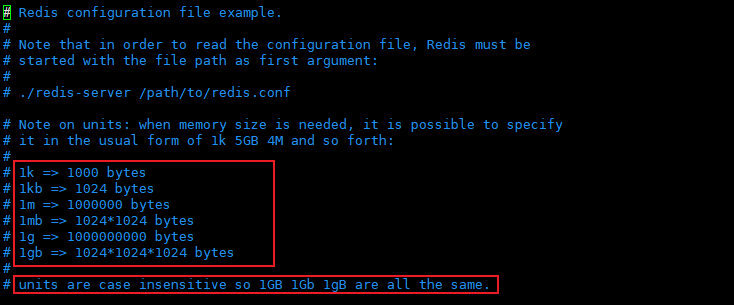 # Redis configuration file example.
#
# Note that in order to read the configuration file, Redis must be
# started with the file path as first argument:
#
# ./redis-server /path/to/redis.conf

# Note on units: when memory size is needed, it is possible to specify
# it in the usual form of 1k 5GB 4M and so forth:
#
# 1k => 1000 bytes
# 1kb => 1024 bytes
# 1m => 1000000 bytes
# 1mb => 1024*1024 bytes
# 1g => 1000000000 bytes
# 1gb => 1024*1024*1024 bytes
#
# units are case insensitive so 1GB 1Gb 1gB are all the same.